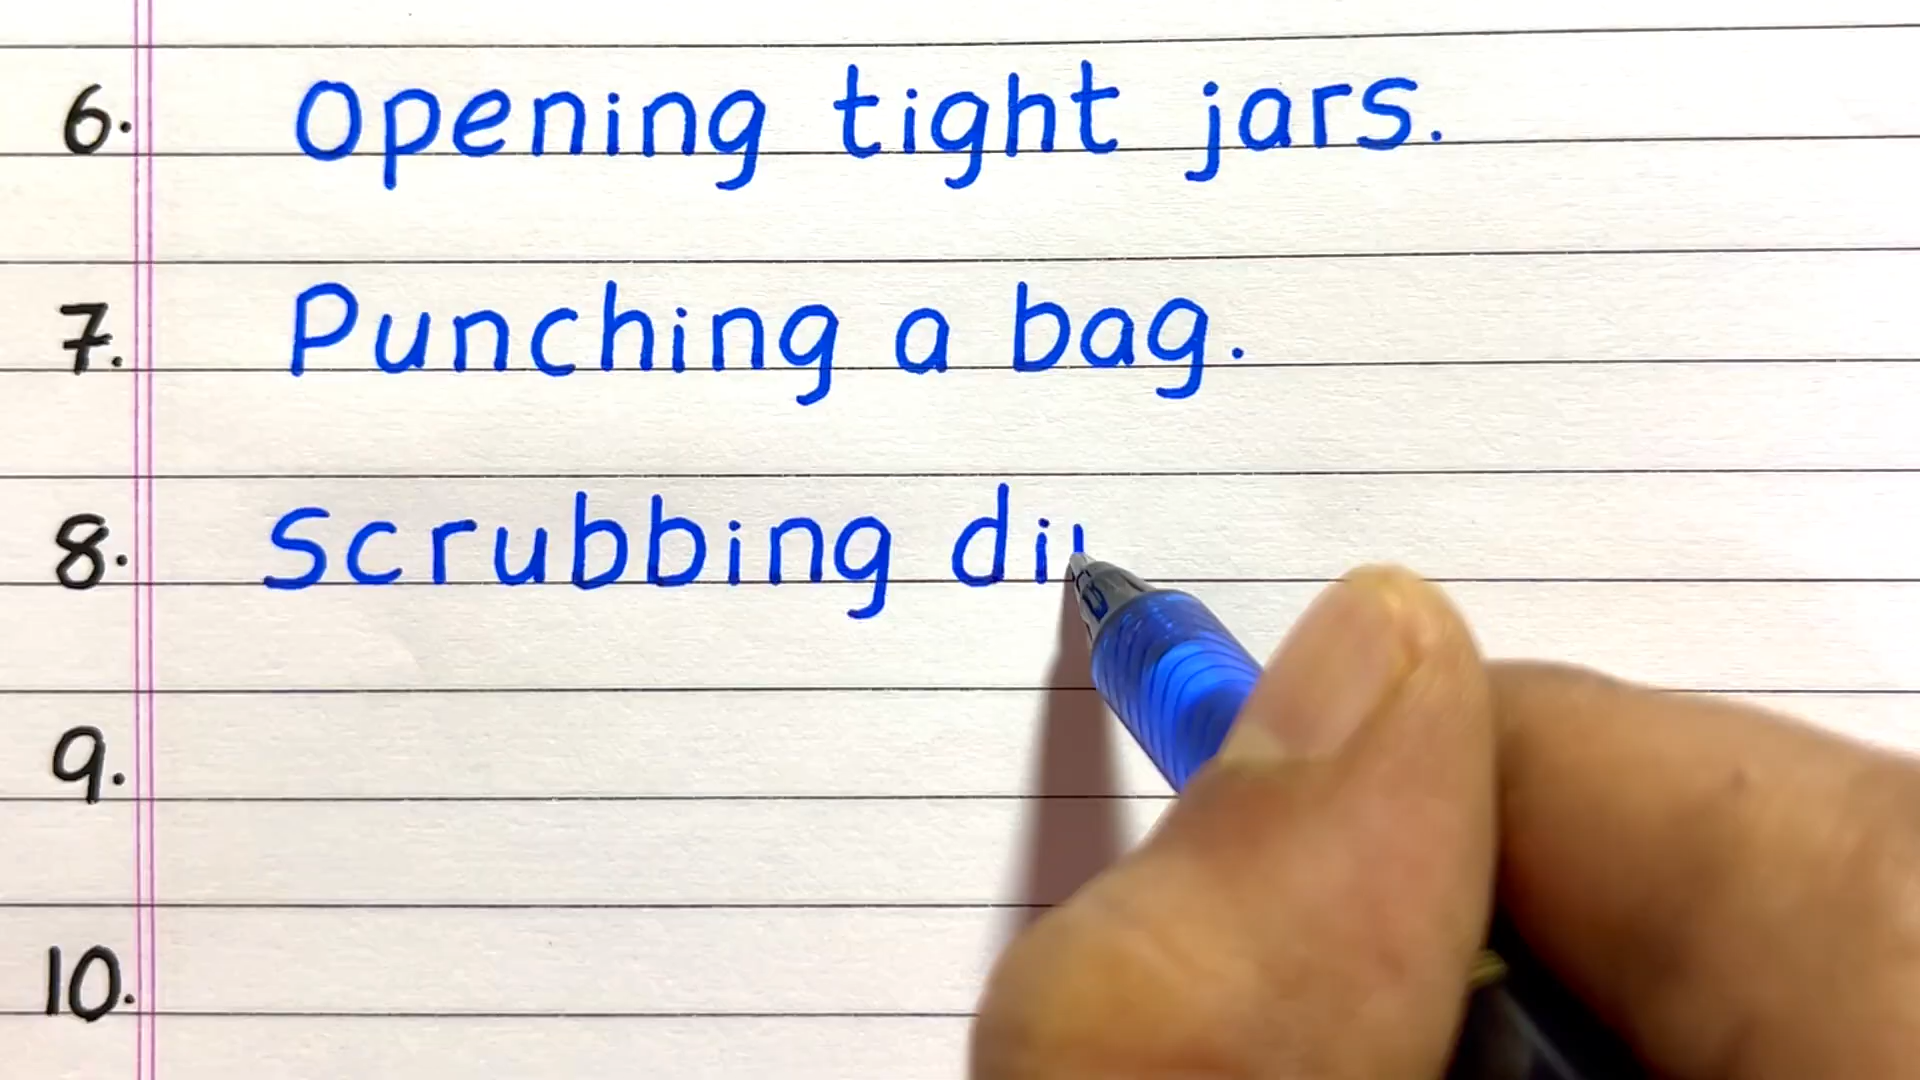 6. Opening tight jars.
7. Punching a bag.
8. Scrubbing
9.
10.